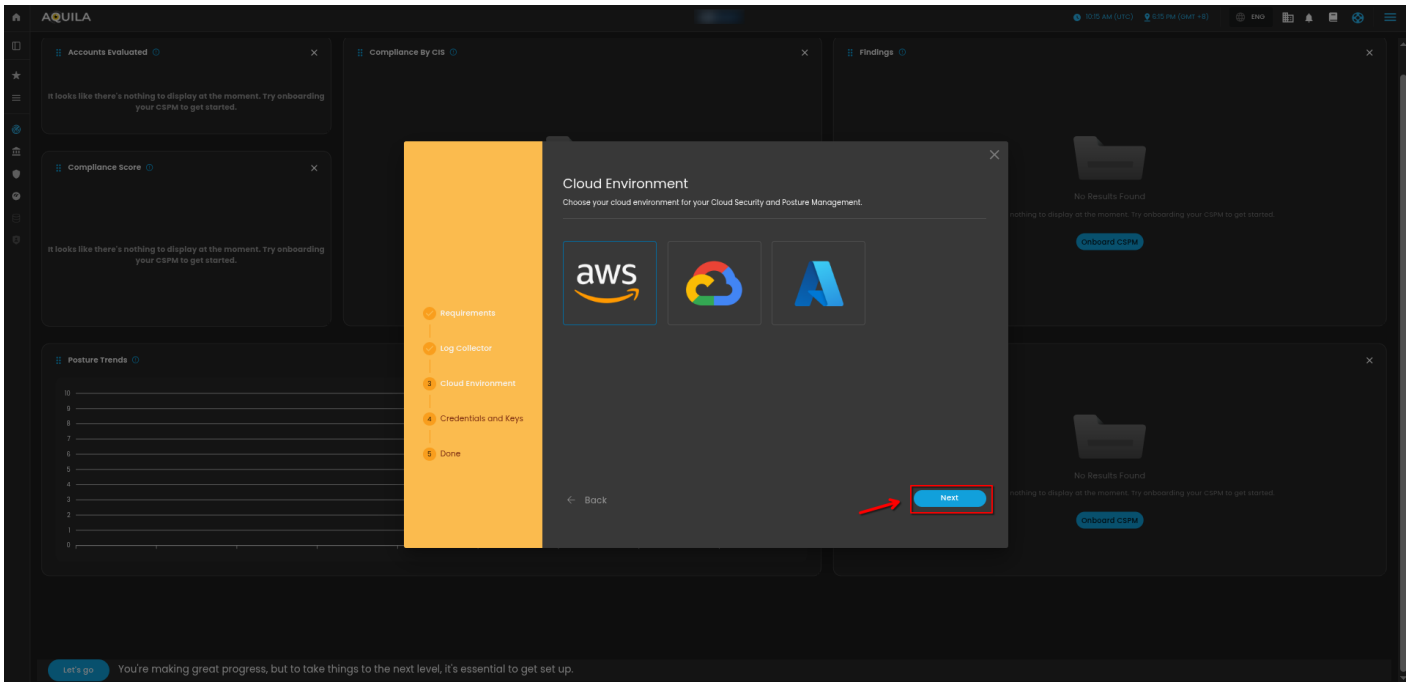 AQUILA
10:15 AM (UTC)
6:15 PM (GMT +8)
ENG
Accounts Evaluated
Compliance By CIS
Findings
It looks like there's nothing to display at the moment. Try onboarding
your CSPM to get started.
Compliance Score
It looks like there's nothing to display at the moment. Try onboarding
your CSPM to get started.
No Results Found
nothing to display at the moment. Try onboarding your CSPM to get started.
Onboard CSPM
Cloud Environment
Choose your cloud environment for your Cloud Security and Posture Management.
aws
Requirements
Log Collector
3 Cloud Environment
4 Credentials and Keys
5 Done
Back
Next
Posture Trends
10
9
8
7
6
5
4
3
2
1
0
No Results Found
nothing to display at the moment. Try onboarding your CSPM to get started.
Onboard CSPM
Let's go
You're making great progress, but to take things to the next level, it's essential to get set up.